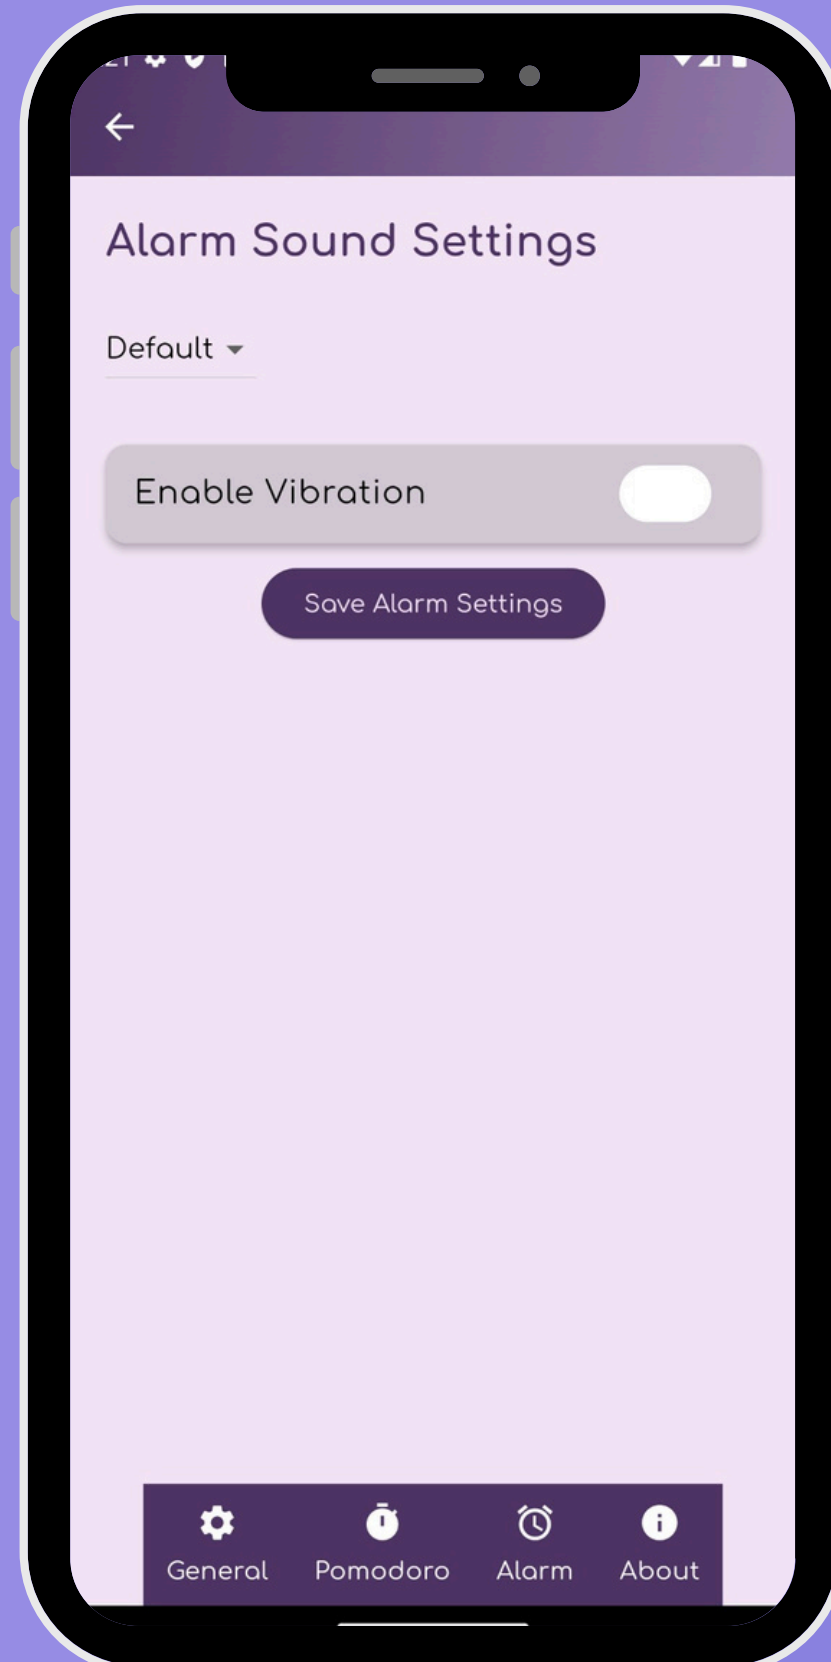 Alarm Sound Settings
Default
Enable Vibration
Save Alarm Settings
General Pomodoro Alarm About